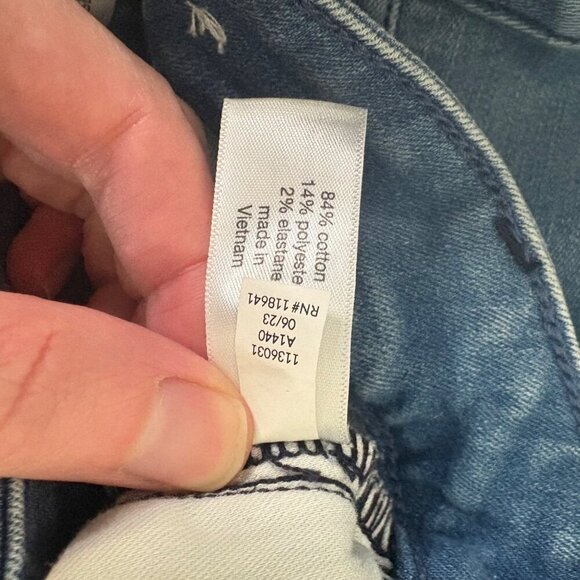 84% cotton
14% polyeste
2% elastane
made in
Vietnam
1136031
A1440
06/23
RN#118641